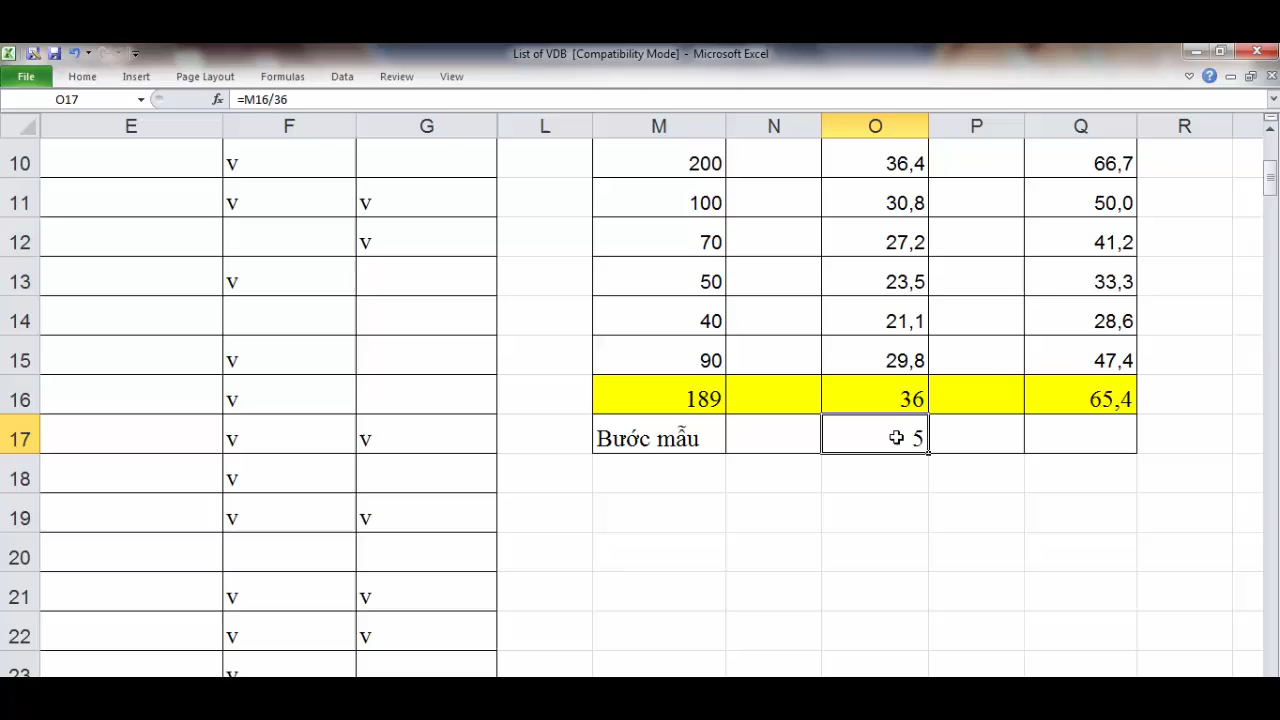 List of VDB [Compatibility Mode] - Microsoft Excel
File Home Insert Page Layout Formulas Data Review View
O17 fx =M16/36
E F G L M N O P Q R
10 v 200 36,4 66,7
11 v v 100 30,8 50,0
12 v 70 27,2 41,2
13 v 50 23,5 33,3
14 40 21,1 28,6
15 v 90 29,8 47,4
16 v 189 36 65,4
17 v v Bước mẫu 5
18 v
19 v v
20
21 v v
22 v v
23 v